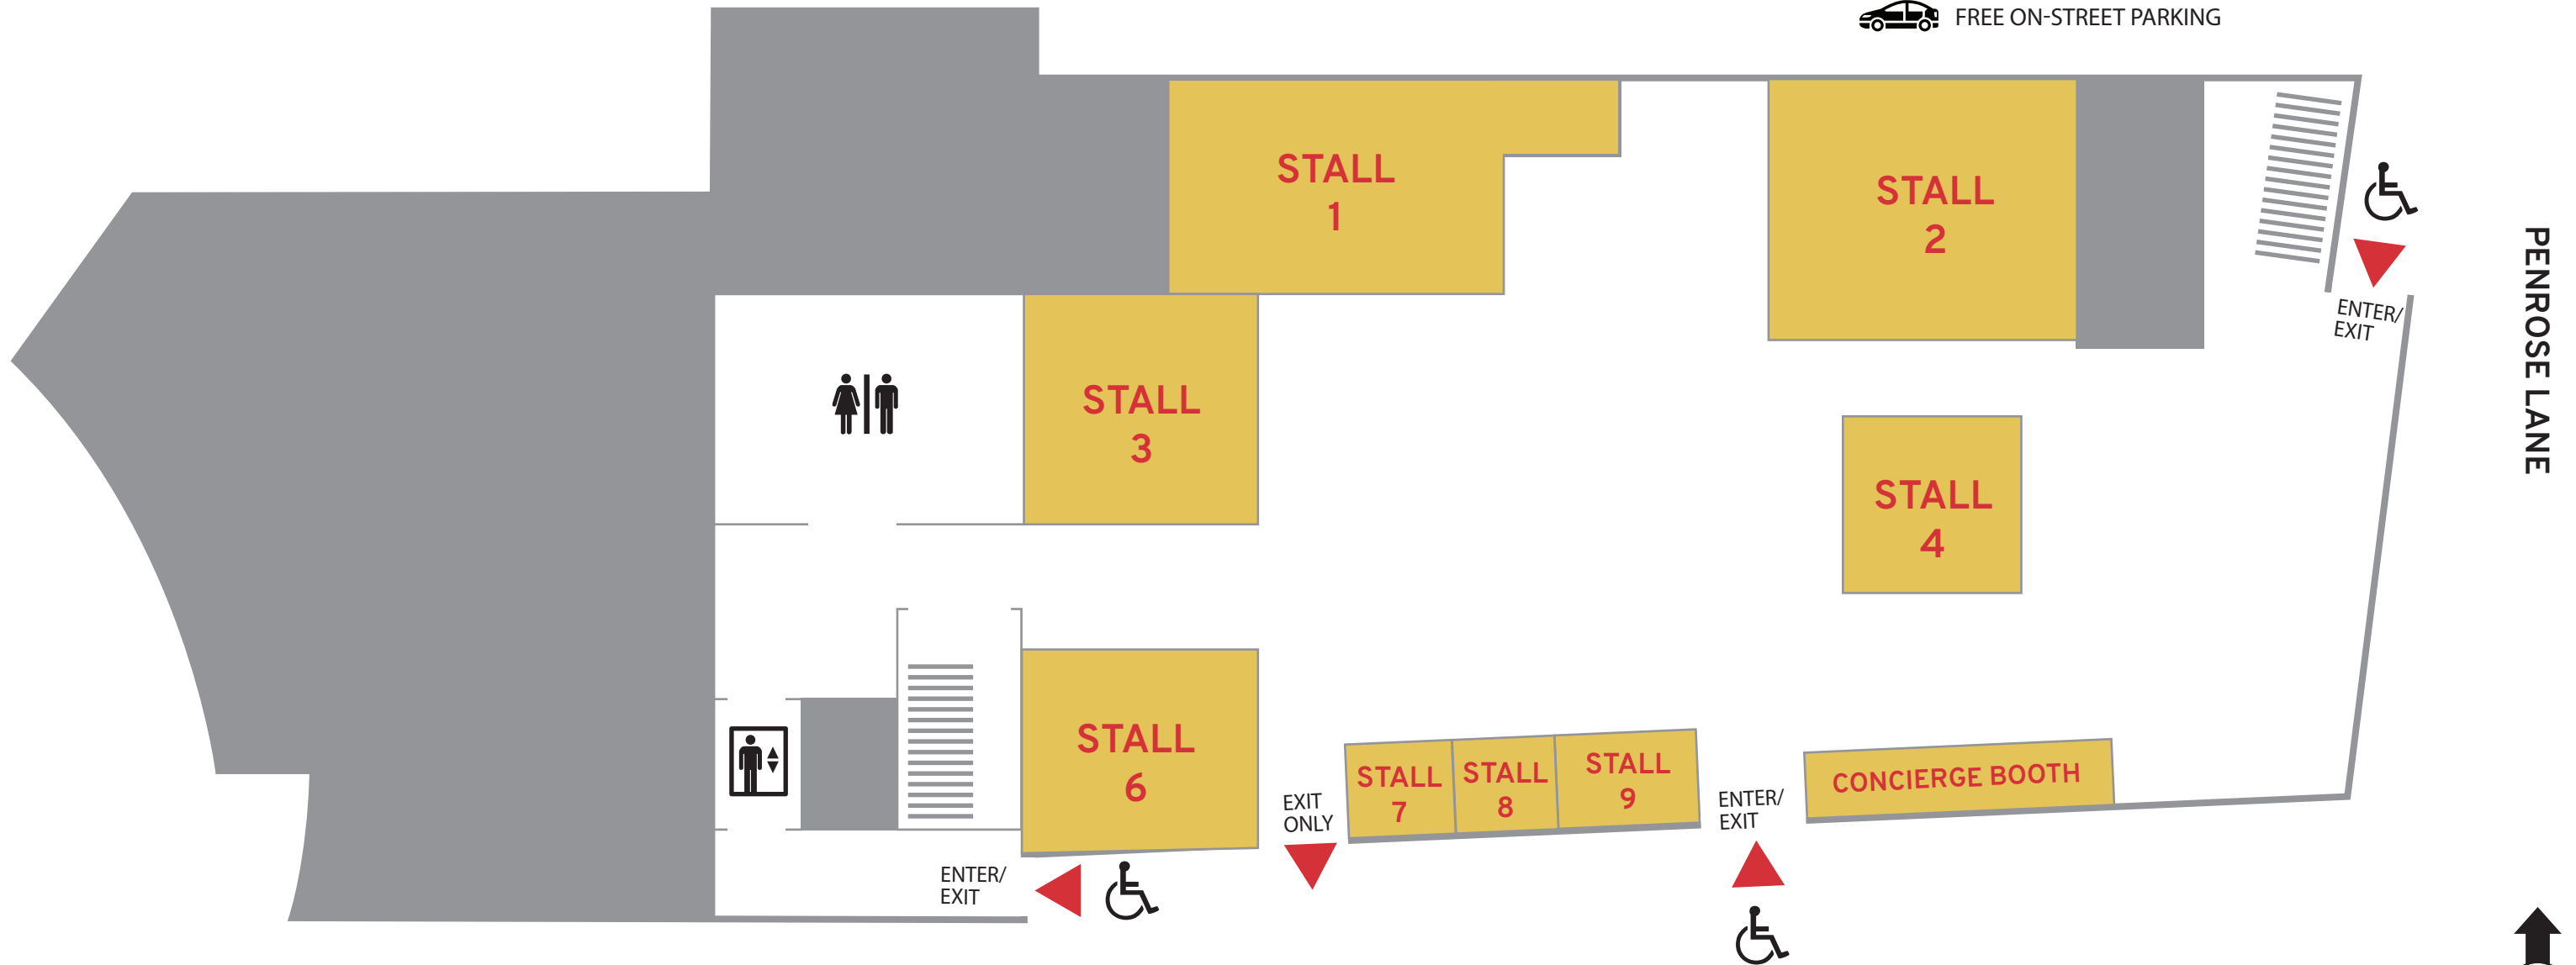 FREE ON-STREET PARKING
STALL
1
STALL
2
ENTER/
EXIT
PENROSE LANE
STALL
3
STALL
4
STALL
6
EXIT
ONLY
STALL
7
STALL
8
STALL
9
ENTER/
EXIT
CONCIERGE BOOTH
ENTER/
EXIT